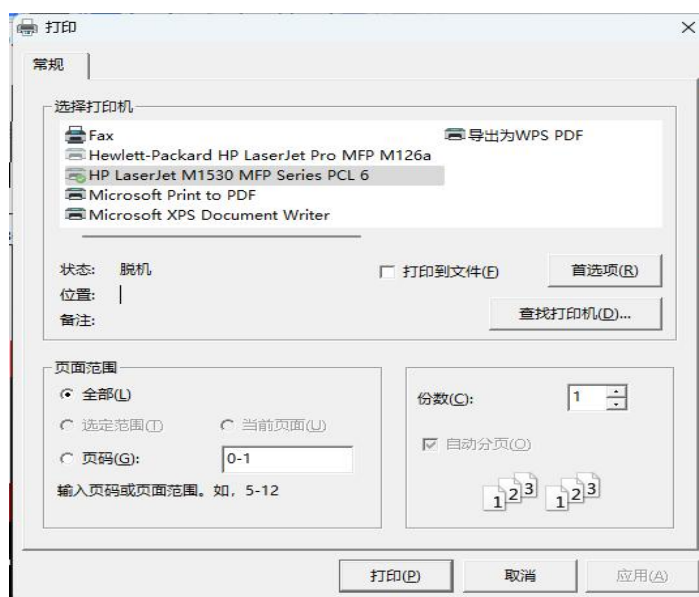 打印
常规
选择打印机
Fax
导出为WPS PDF
Hewlett-Packard HP LaserJet Pro MFP M126a
HP LaserJet M1530 MFP Series PCL 6
Microsoft Print to PDF
Microsoft XPS Document Writer
状态: 脱机
打印到文件(F)
首选项(R)
位置:
备注:
查找打印机(D)...
页面范围
全部(L)
选定范围(T)
当前页面(U)
页码(G): 0-1
输入页码或页面范围。如, 5-12
份数(C): 1
自动分页(O)
1 2 3 1 2 3
打印(P)
取消
应用(A)